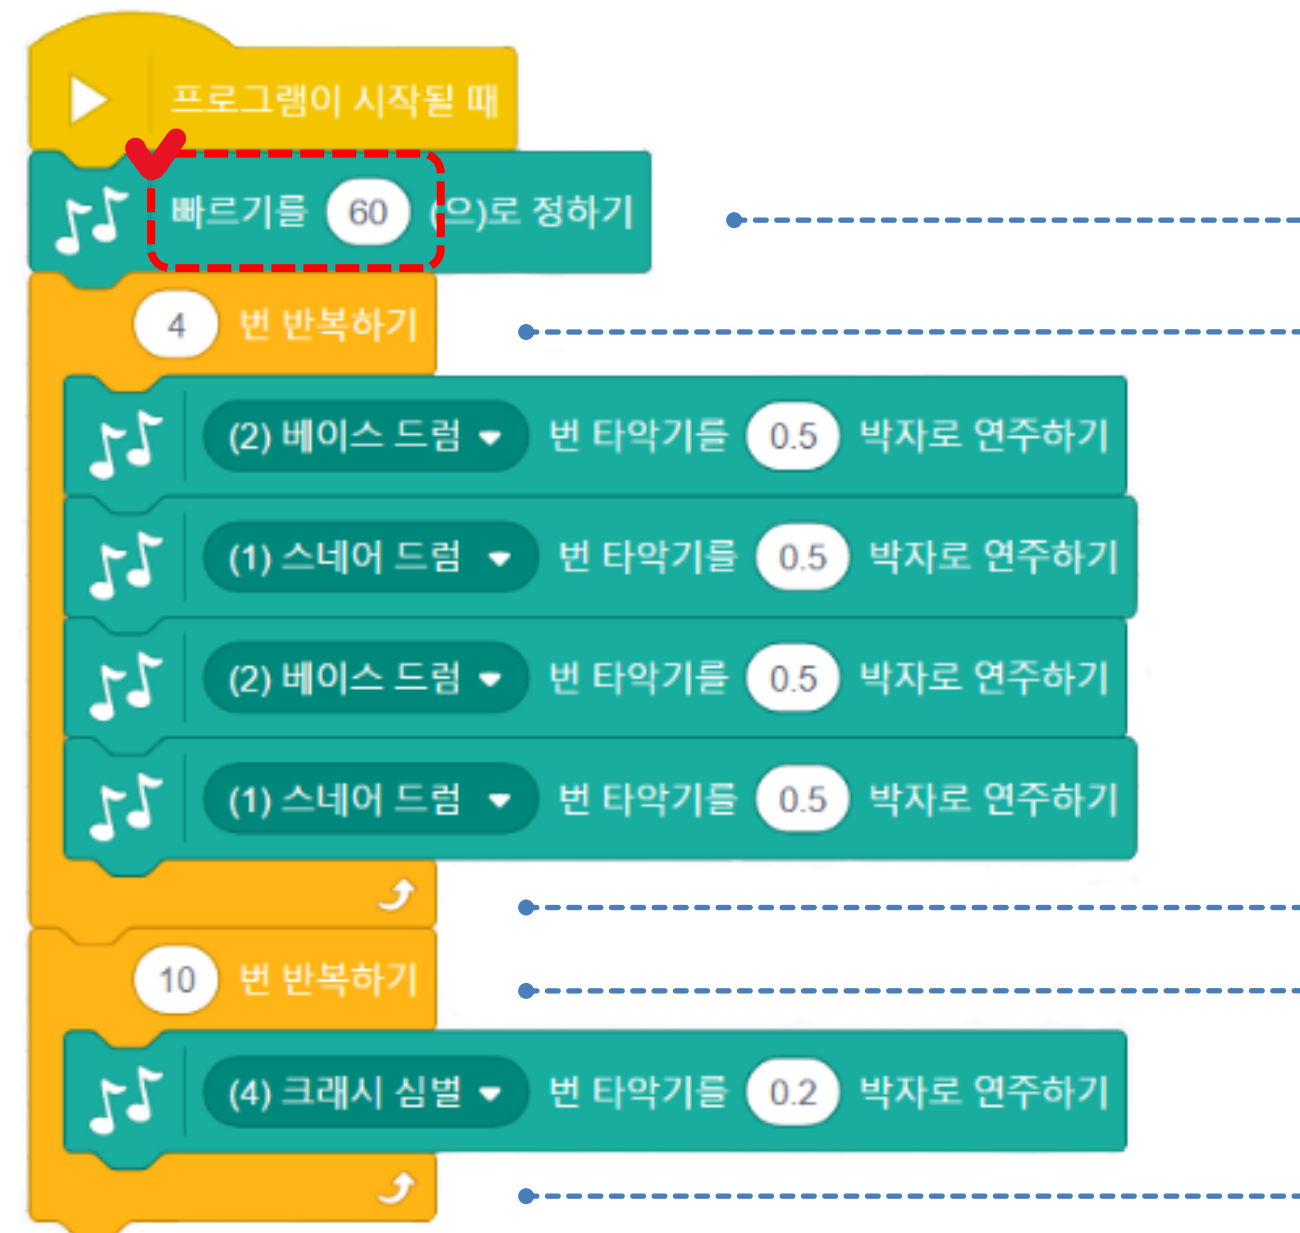 프로그램이 시작될 때
빠르기를 60 (으)로 정하기
4 번 반복하기
(2) 베이스 드럼 번 타악기를 0.5 박자로 연주하기
(1) 스네어 드럼 번 타악기를 0.5 박자로 연주하기
(2) 베이스 드럼 번 타악기를 0.5 박자로 연주하기
(1) 스네어 드럼 번 타악기를 0.5 박자로 연주하기
10 번 반복하기
(4) 크래시 심벌 번 타악기를 0.2 박자로 연주하기